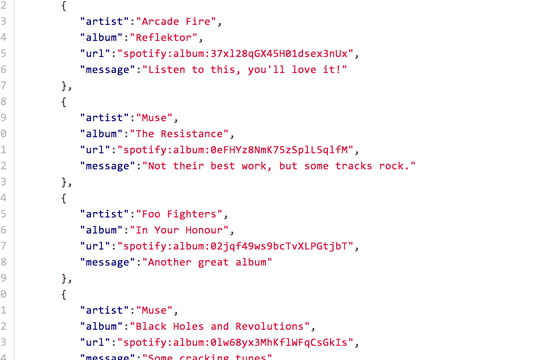 2 {
3 "artist":"Arcade Fire",
4 "album":"Reflektor",
5 "url":"spotify:album:37xl28qGX45H01dsex3nUx",
6 "message":"Listen to this, you'll love it!"
7 },
8 {
9 "artist":"Muse",
0 "album":"The Resistance",
1 "url":"spotify:album:0eFHYz8NmK75zSplL5qlfM",
2 "message":"Not their best work, but some tracks rock."
3 },
4 {
5 "artist":"Foo Fighters",
6 "album":"In Your Honour",
7 "url":"spotify:album:02jqf49ws9bcTvXLPGtjbT",
8 "message":"Another great album"
9 },
0 {
1 "artist":"Muse",
2 "album":"Black Holes and Revolutions",
3 "url":"spotify:album:0lw68yx3MhKflWFqCsGkIs",
4 "message":"Some cracking tunes"